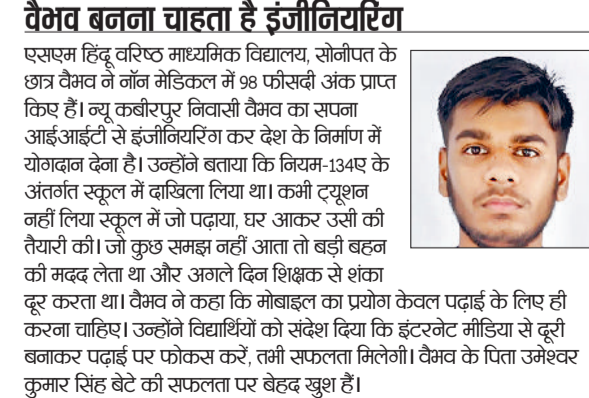 वैभव बनना चाहता है इंजीनियरिंग
एसएम हिंदू वरिष्ठ माध्यमिक विद्यालय, सोनीपत के
छात्र वैभव ने नॉन मेडिकल में 98 फीसदी अंक प्राप्त
किए हैं। न्यू कबीरपुर निवासी वैभव का सपना
आईआईटी से इंजीनियरिंग कर देश के निर्माण में
योगदान देना है। उन्होंने बताया कि नियम-134ए के
अंतर्गत स्कूल में दाखिला लिया था। कभी ट्यूशन
नहीं लिया स्कूल में जो पढ़ाया, घर आकर उसी की
तैयारी की। जो कुछ समझ नहीं आता तो बड़ी बहन
की मदद लेता था और अगले दिन शिक्षक से शंका
दूर करता था। वैभव ने कहा कि मोबाइल का प्रयोग केवल पढ़ाई के लिए ही
करना चाहिए। उन्होंने विद्यार्थियों को संदेश दिया कि इंटरनेट मीडिया से दूरी
बनाकर पढ़ाई पर फोकस करें, तभी सफलता मिलेगी। वैभव के पिता उमेश्वर
कुमार सिंह बेटे की सफलता पर बेहद खुश हैं।